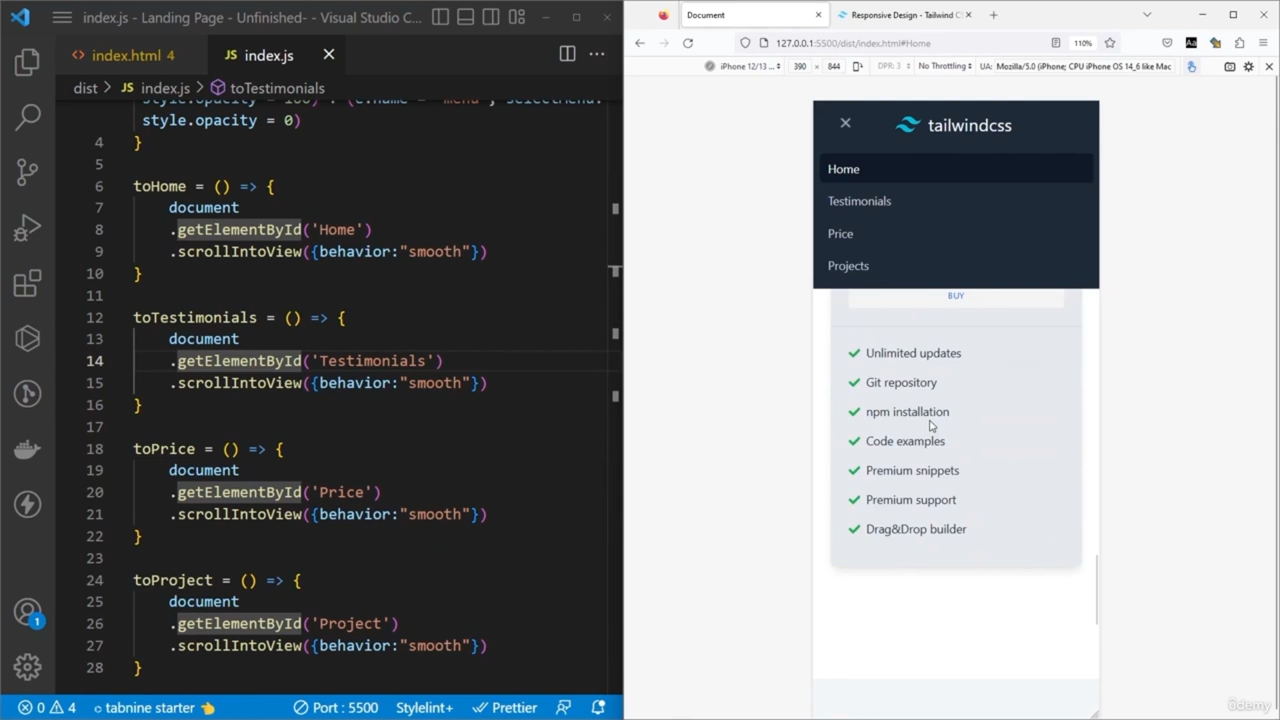 index.js - Landing Page - Unfinished- - Visual Studio C...
index.html 4
JS index.js
dist > JS index.js > toTestimonials
style.opacity = 0)
4 }
5
6 toHome = () => {
7 document
8 .getElementById('Home')
9 .scrollIntoView({behavior:"smooth"})
10 }
11
12 toTestimonials = () => {
13 document
14 .getElementById('Testimonials')
15 .scrollIntoView({behavior:"smooth"})
16 }
17
18 toPrice = () => {
19 document
20 .getElementById('Price')
21 .scrollIntoView({behavior:"smooth"})
22 }
23
24 toProject = () => {
25 document
26 .getElementById('Project')
27 .scrollIntoView({behavior:"smooth"})
28 }
1
0 4 tabnine starter Port : 5500 Stylelint+ Prettier
Document
Responsive Design - Tailwind C
127.0.0.1:5500/dist/index.html#Home
110%
iPhone 12/13 ... 390 × 844 DPR: 3 No Throttling UA: Mozilla/5.0 (iPhone; CPU iPhone OS 14_6 like Mac
tailwindcss
Home
Testimonials
Price
Projects
BUY
Unlimited updates
Git repository
npm installation
Code examples
Premium snippets
Premium support
Drag&Drop builder
ûdemy